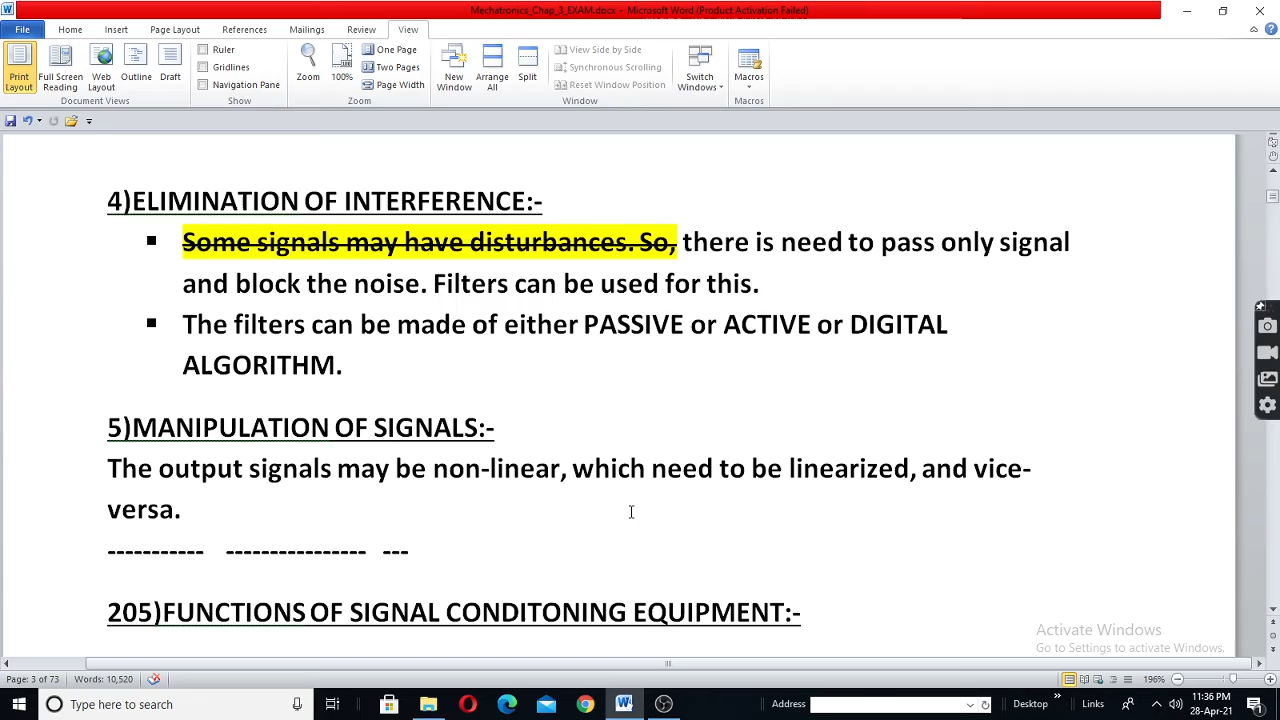 Mechatronics_Chap_3_EXAM.docx - Microsoft Word (Product Activation Failed)
File Home Insert Page Layout References Mailings Review View
Print Layout Full Screen Reading Web Layout Outline Draft
Document Views
Ruler
Gridlines
Navigation Pane
Show
Zoom 100%
One Page
Two Pages
Page Width
Zoom
New Window Arrange All Split
View Side by Side
Synchronous Scrolling
Reset Window Position
Window
Switch Windows
Macros
Macros
4)ELIMINATION OF INTERFERENCE:-
▪ Some signals may have disturbances. So, there is need to pass only signal
and block the noise. Filters can be used for this.
▪ The filters can be made of either PASSIVE or ACTIVE or DIGITAL
ALGORITHM.
5)MANIPULATION OF SIGNALS:-
The output signals may be non-linear, which need to be linearized, and vice-
versa.
----------- ---------------- ---
205)FUNCTIONS OF SIGNAL CONDITONING EQUIPMENT:-
Activate Windows
Go to Settings to activate Windows.
Page: 3 of 73 Words: 10,520 196%
Type here to search Address Desktop Links 11:36 PM
28-Apr-21